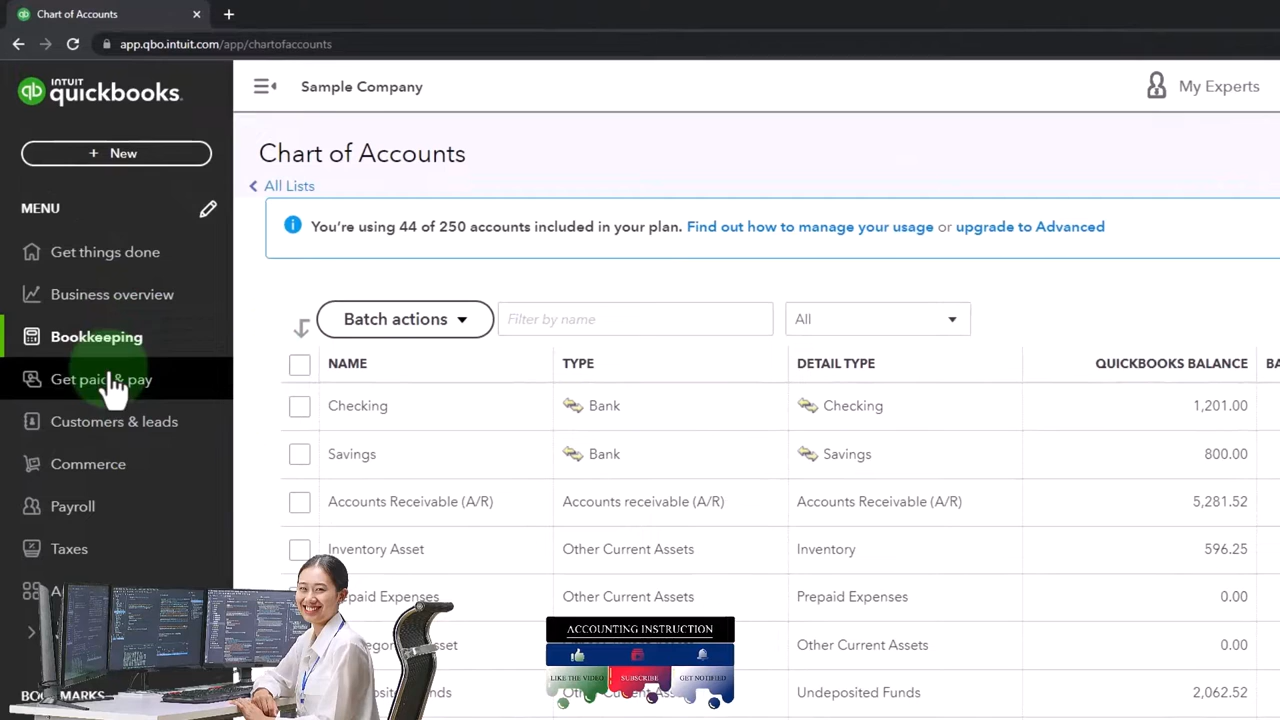 Chart of Accounts
app.qbo.intuit.com/app/chartofaccounts
INTUIT
quickbooks.
Sample Company
My Experts
+ New
Chart of Accounts
All Lists
MENU
You're using 44 of 250 accounts included in your plan. Find out how to manage your usage or upgrade to Advanced
Get things done
Business overview
Bookkeeping
Get paid & pay
Customers & leads
Commerce
Payroll
Taxes
Batch actions
Filter by name
All
NAME TYPE DETAIL TYPE QUICKBOOKS BALANCE BA
Checking Bank Checking 1,201.00
Savings Bank Savings 800.00
Accounts Receivable (A/R) Accounts receivable (A/R) Accounts Receivable (A/R) 5,281.52
Inventory Asset Other Current Assets Inventory 596.25
epaid Expenses Other Current Assets Prepaid Expenses 0.00
Other Current Assets 0.00
Undeposited Funds 2,062.52
ACCOUNTING INSTRUCTION
LIKE THE VIDEO SUBSCRIBE GET NOTIFIED